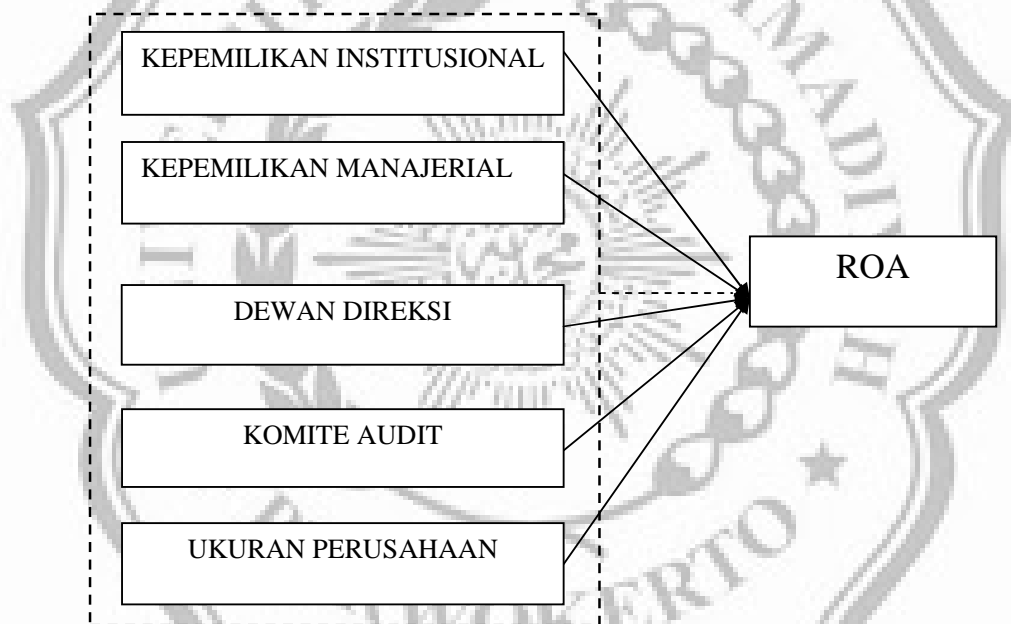 KEPEMILIKAN INSTITUSIONAL
KEPEMILIKAN MANAJERIAL
ROA
DEWAN DIREKSI
KOMITE AUDIT
UKURAN PERUSAHAAN